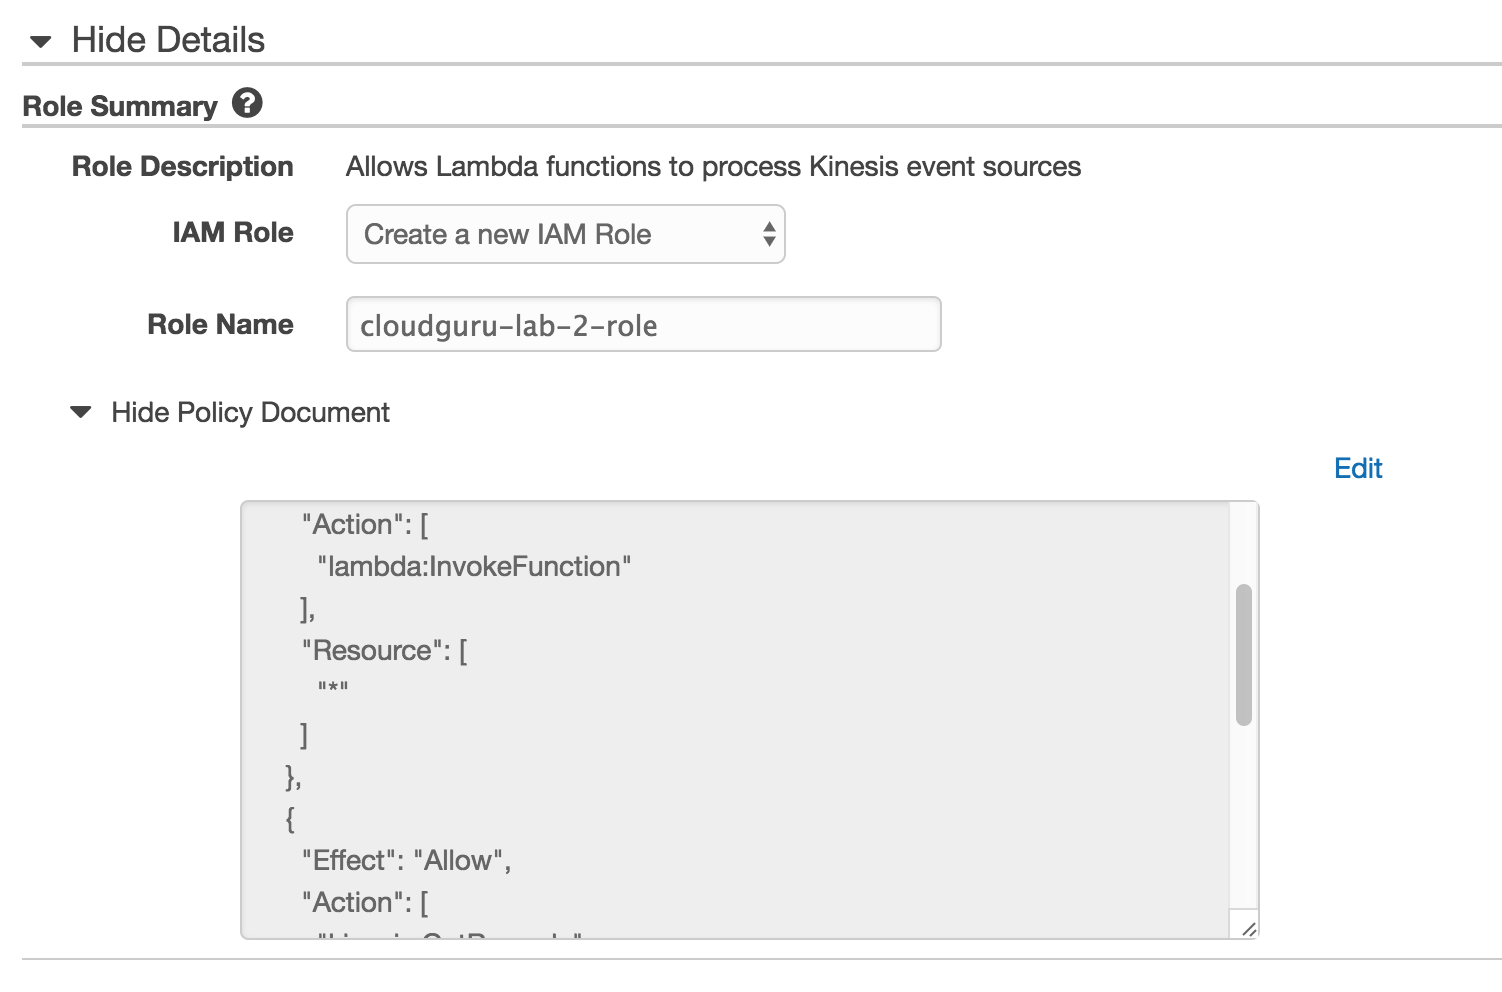 Hide Details
Role Summary ?
Role Description Allows Lambda functions to process Kinesis event sources
IAM Role Create a new IAM Role
Role Name cloudguru-lab-2-role
Hide Policy Document
Edit
"Action": [
"lambda:InvokeFunction"
],
"Resource": [
"*"
]
},
{
"Effect": "Allow",
"Action": [